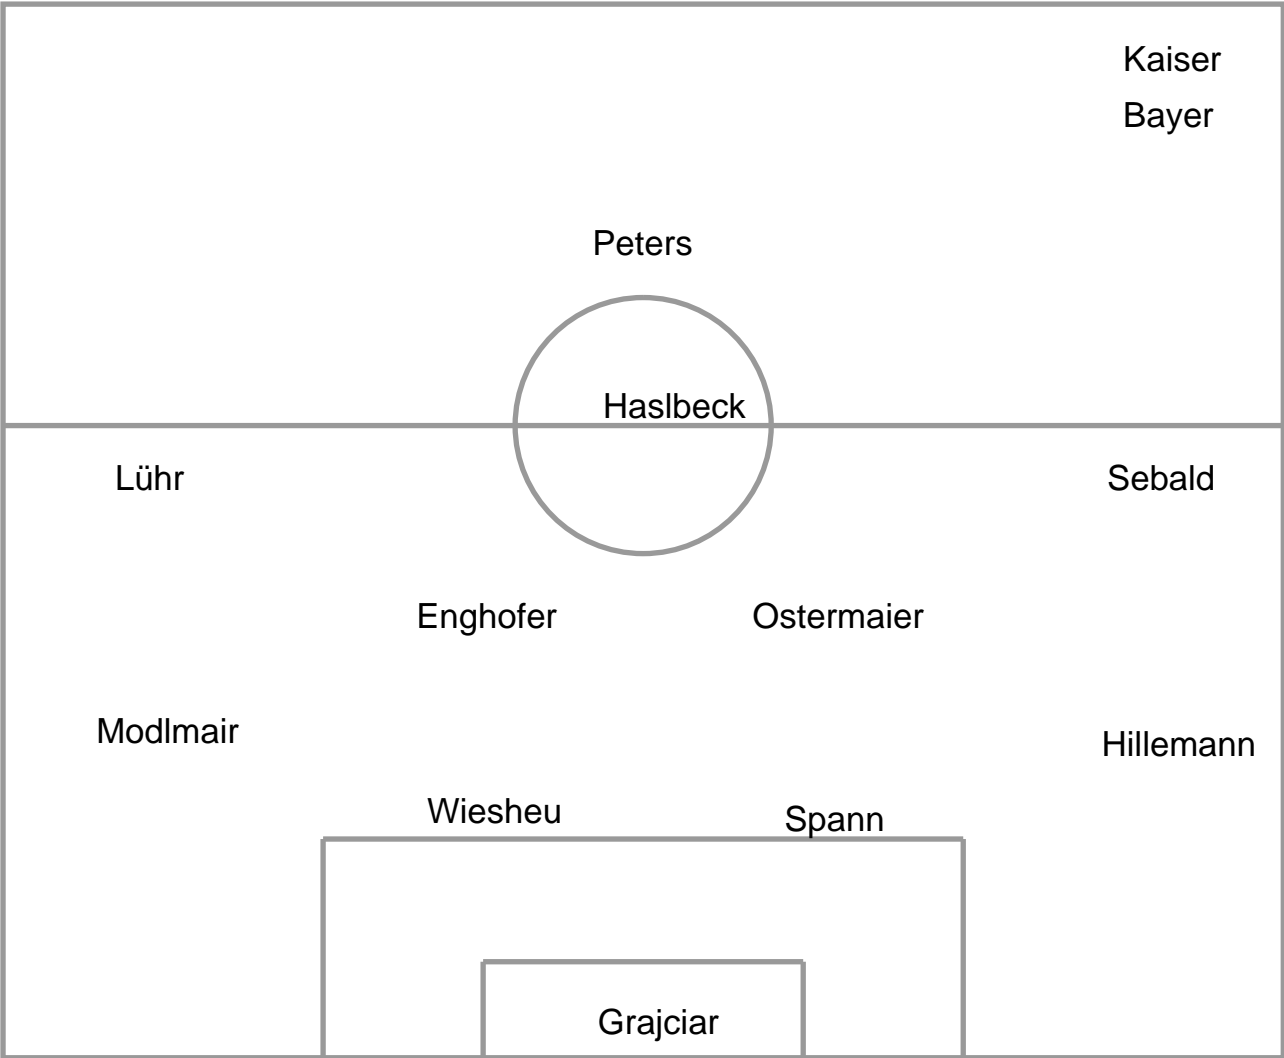 Kaiser
Bayer
Peters
Haslbeck
Lühr
Sebald
Enghofer
Ostermaier
Modlmair
Hillemann
Wiesheu
Spann
Grajciar